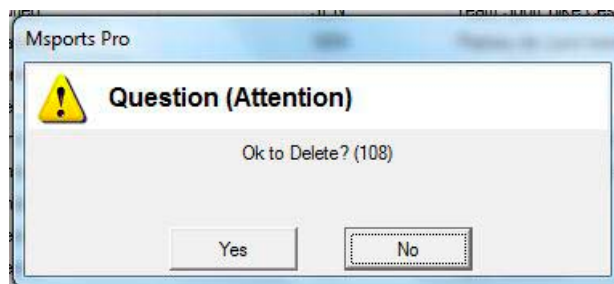 Msports Pro
Question (Attention)
Ok to Delete? (108)
Yes
No